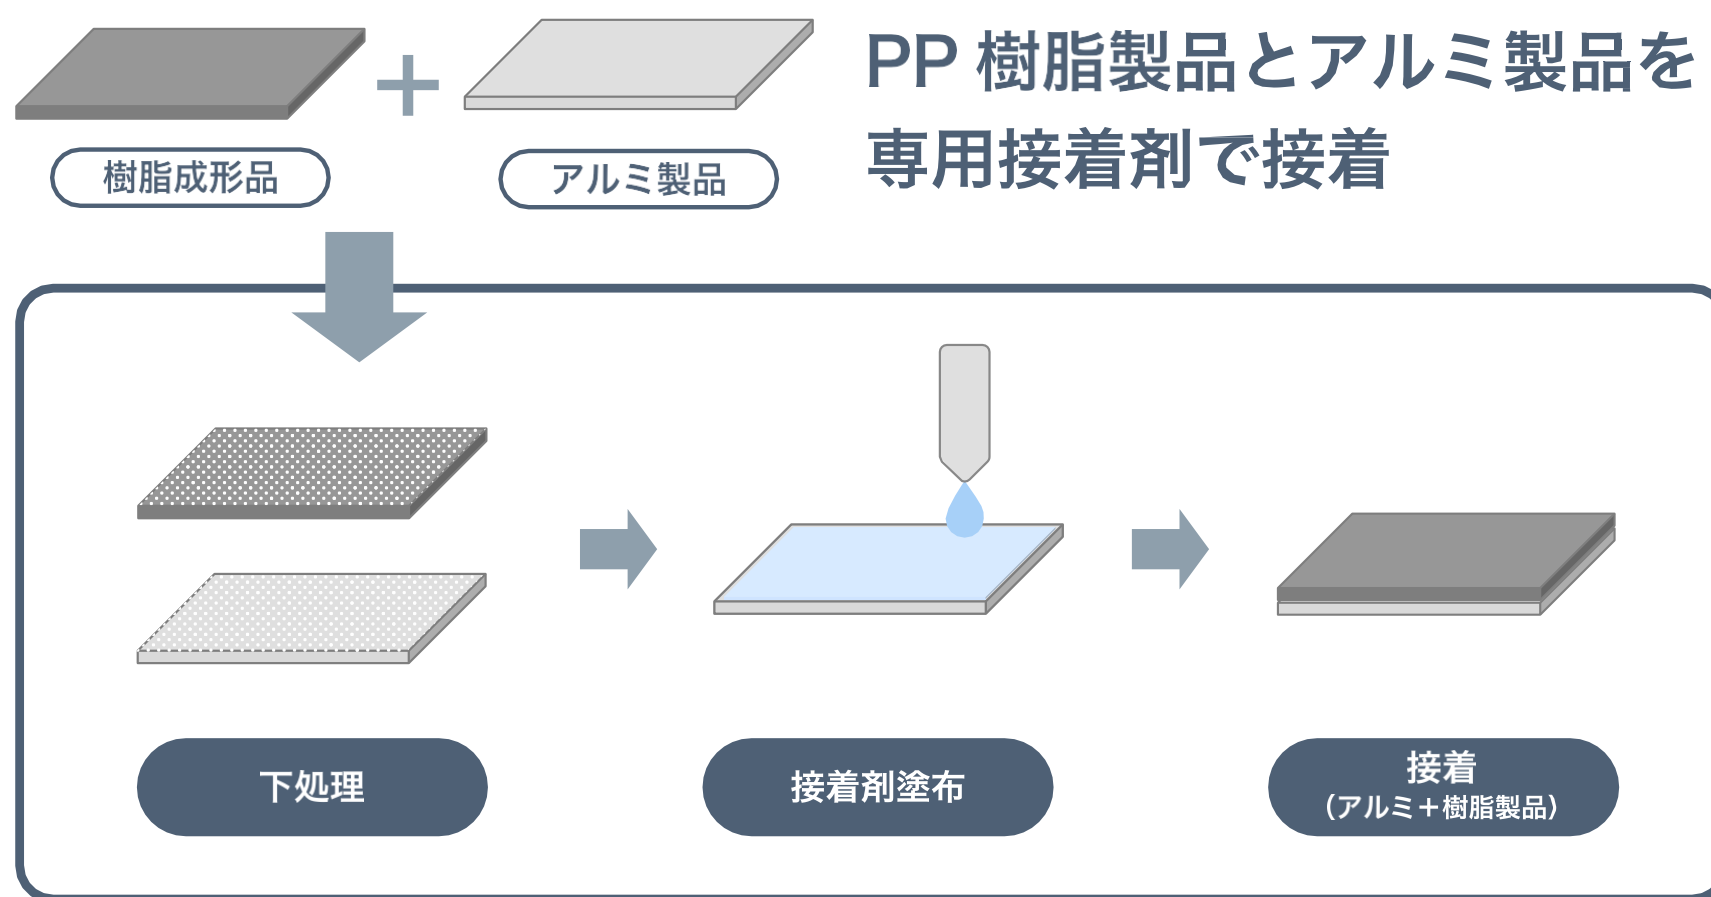 PP 樹脂製品とアルミ製品を
専用接着剤で接着
樹脂成形品
アルミ製品
下処理
接着剤塗布
接着
(アルミ+樹脂製品)